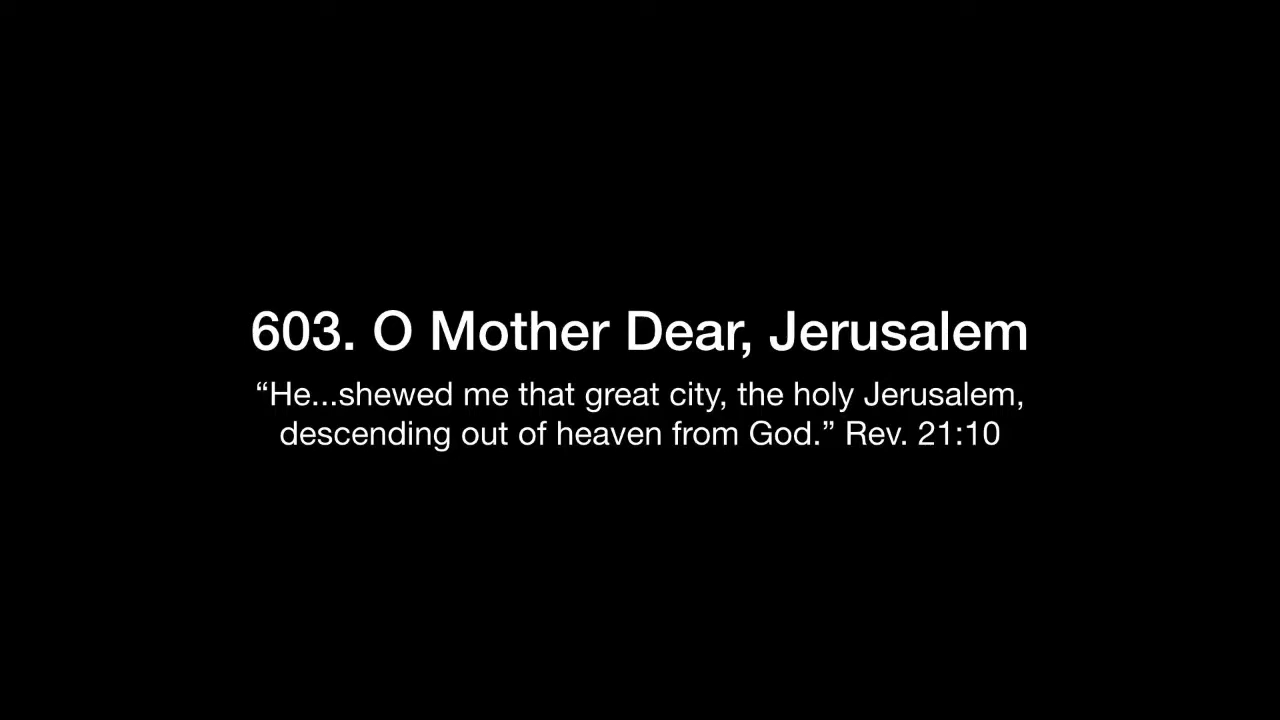 603. O Mother Dear, Jerusalem
“He...shewed me that great city, the holy Jerusalem,
descending out of heaven from God.” Rev. 21:10